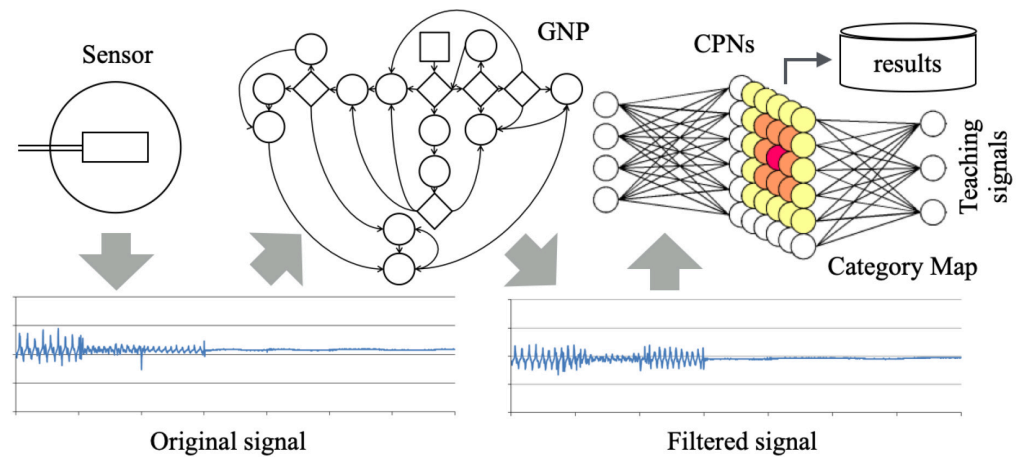 Sensor
GNP
CPNs
results
Teaching
signals
Category Map
Original signal
Filtered signal